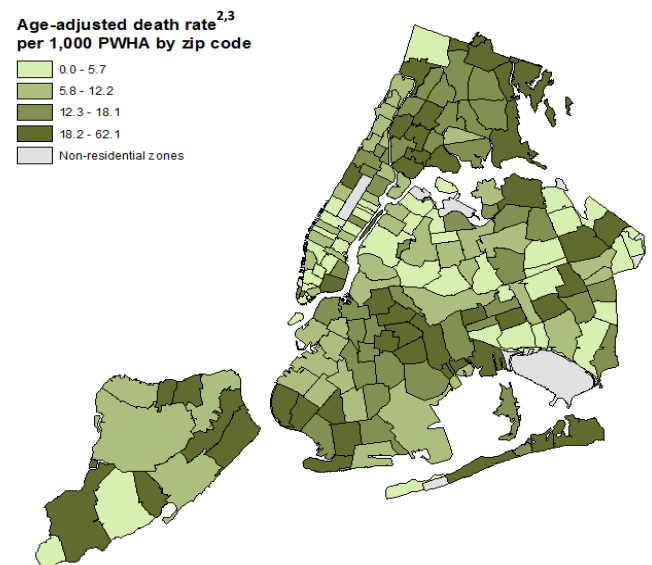 Age-adjusted death rate2,3
per 1,000 PWHA by zip code
0.0 - 5.7
5.8 - 12.2
12.3 - 18.1
18.2 - 62.1
Non-residential zones